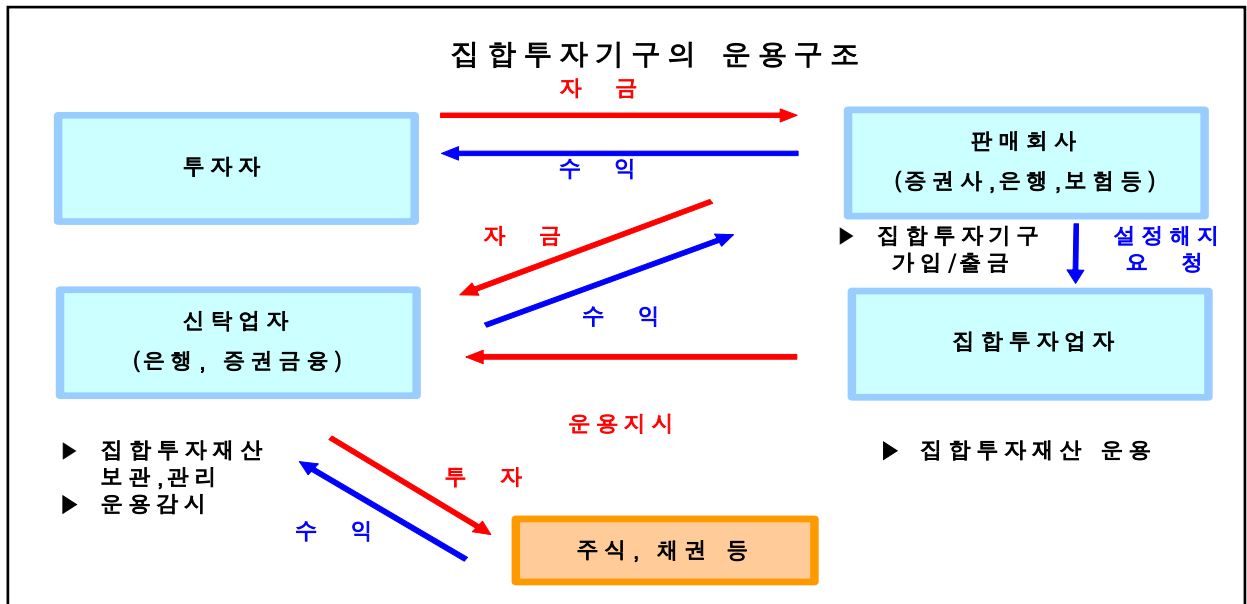 집합투자기구의 운용구조
자 금
투자자
판매회사
(증권사,은행,보험등)
수 익
자 금
▶ 집합투자기구
가입/출금
설정해지
요 청
신탁업자
(은행, 증권금융)
수 익
집합투자업자
운용지시
▶ 집합투자재산
보관,관리
▶ 운용감시
▶ 집합투자재산 운용
투 자
수 익
주식, 채권 등